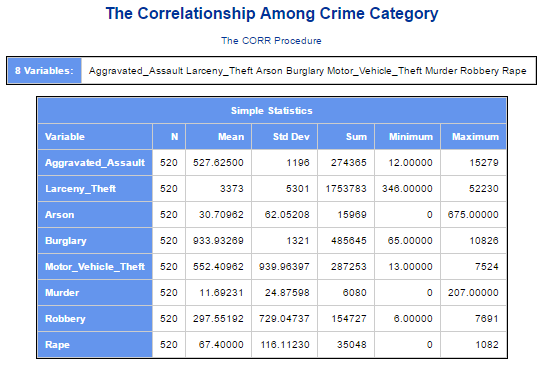 The Correlationship Among Crime Category
The CORR Procedure
8 Variables: Aggravated_Assault Larceny_Theft Arson Burglary Motor_Vehicle_Theft Murder Robbery Rape
Simple Statistics
Variable N Mean Std Dev Sum Minimum Maximum
Aggravated_Assault 520 527.62500 1196 274365 12.00000 15279
Larceny_Theft 520 3373 5301 1753783 346.00000 52230
Arson 520 30.70962 62.05208 15969 0 675.00000
Burglary 520 933.93269 1321 485645 65.00000 10826
Motor_Vehicle_Theft 520 552.40962 939.96397 287253 13.00000 7524
Murder 520 11.69231 24.87598 6080 0 207.00000
Robbery 520 297.55192 729.04737 154727 6.00000 7691
Rape 520 67.40000 116.11230 35048 0 1082